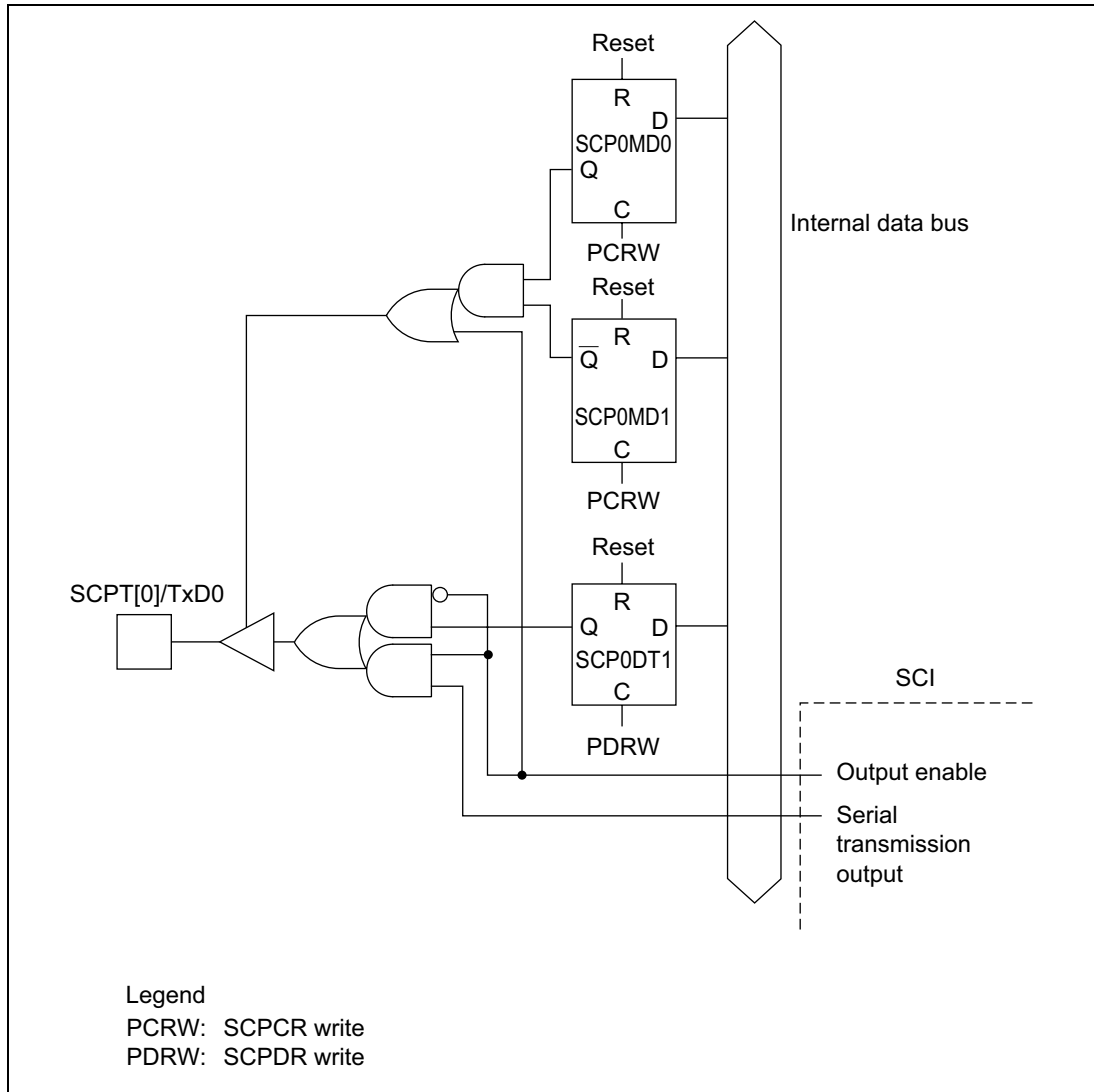 Reset
R
D
SCP0MD0
Q
C
Internal data bus
PCRW
Reset
R
Q̅
D
SCP0MD1
C
PCRW
Reset
SCPT[0]/TxD0
R
Q
D
SCP0DT1
SCI
C
PDRW
Output enable
Serial
transmission
output
Legend
PCRW: SCPCR write
PDRW: SCPDR write